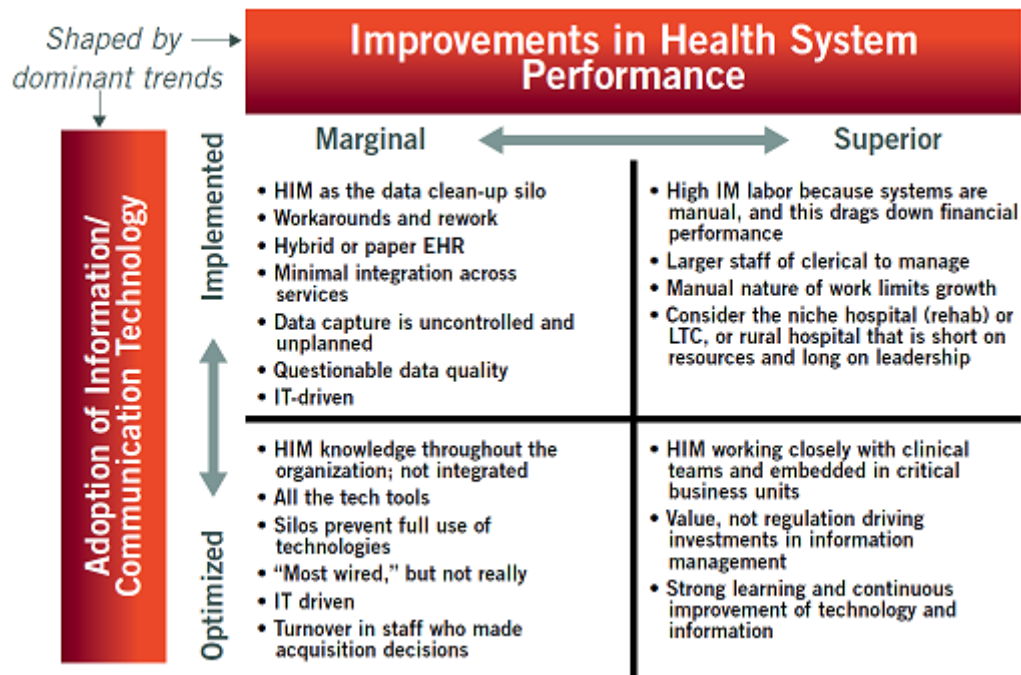 Shaped by
dominant trends
Improvements in Health System
Performance
Marginal
Superior
Adoption of Information/
Communication Technology
Implemented
• HIM as the data clean-up silo
• Workarounds and rework
• Hybrid or paper EHR
• Minimal integration across
services
• Data capture is uncontrolled and
unplanned
• Questionable data quality
• IT-driven
• High IM labor because systems are
manual, and this drags down financial
performance
• Larger staff of clerical to manage
• Manual nature of work limits growth
• Consider the niche hospital (rehab) or
LTC, or rural hospital that is short on
resources and long on leadership
Optimized
• HIM knowledge throughout the
organization; not integrated
• All the tech tools
• Silos prevent full use of
technologies
• “Most wired,” but not really
• IT driven
• Turnover in staff who made
acquisition decisions
• HIM working closely with clinical
teams and embedded in critical
business units
• Value, not regulation driving
investments in information
management
• Strong learning and continuous
improvement of technology and
information